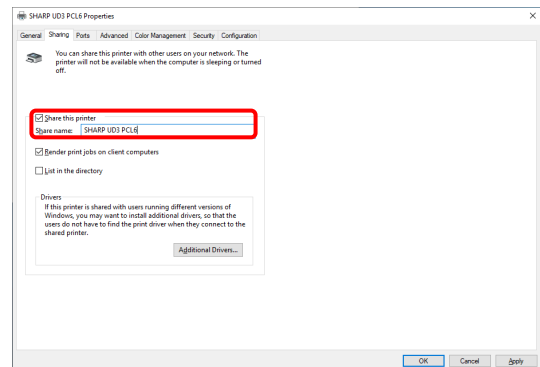 SHARP UD3 PCL6 Properties
General Sharing Ports Advanced Color Management Security Configuration
You can share this printer with other users on your network. The
printer will not be available when the computer is sleeping or turned
off.
Share this printer
Share name: SHARP UD3 PCL6
Render print jobs on client computers
List in the directory
Drivers
If this printer is shared with users running different versions of
Windows, you may want to install additional drivers, so that the
users do not have to find the print driver when they connect to the
shared printer.
Additional Drivers...
OK Cancel Apply